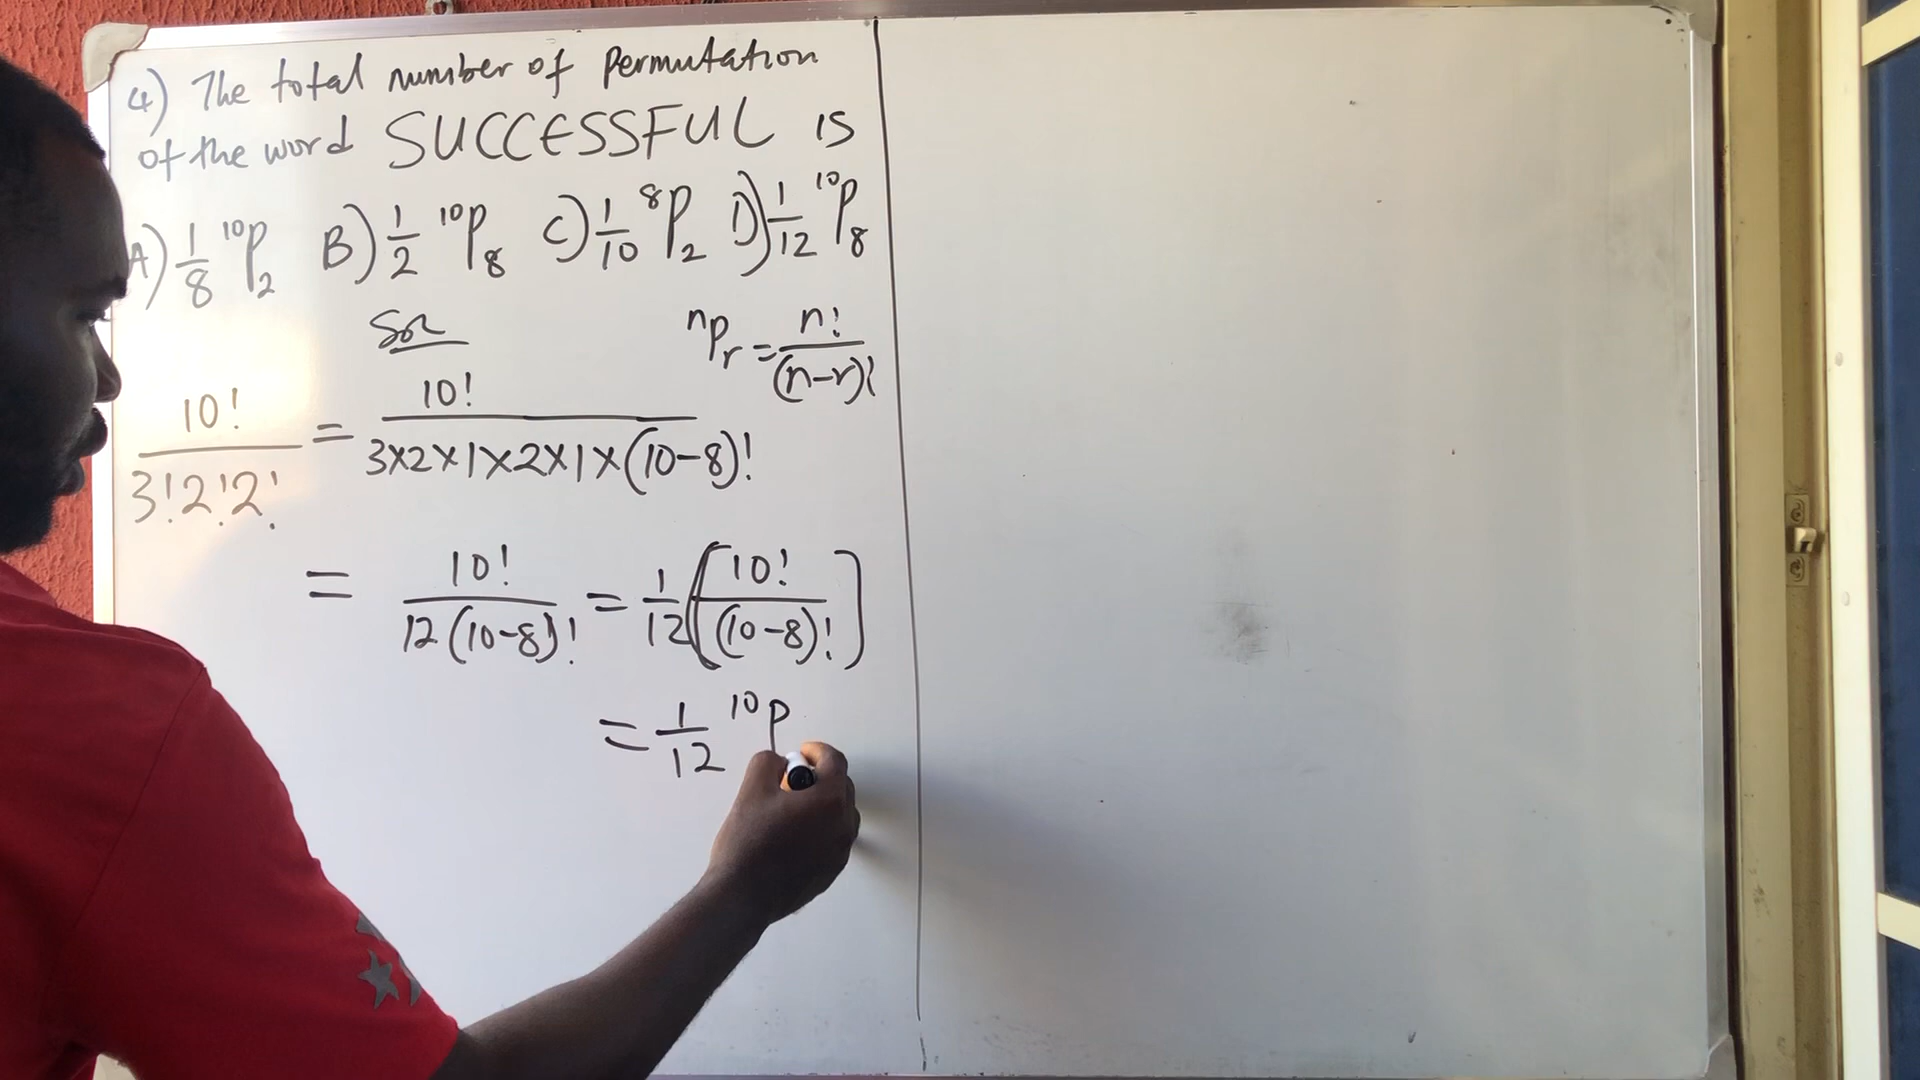 4) The total number of Permutation
of the word SUCCESSFUL is
A) 1/8 ¹⁰P₂ B) 1/2 ¹⁰P₈ C) 1/10 ⁸P₂ D) 1/12 ¹⁰P₈
Sol
ⁿPᵣ = n!/(n-r)!
10!/3!2!2! = 10!/3×2×1×2×1×(10-8)!
= 10!/12(10-8)! = 1/12 [10!/(10-8)!]
= 1/12 ¹⁰P